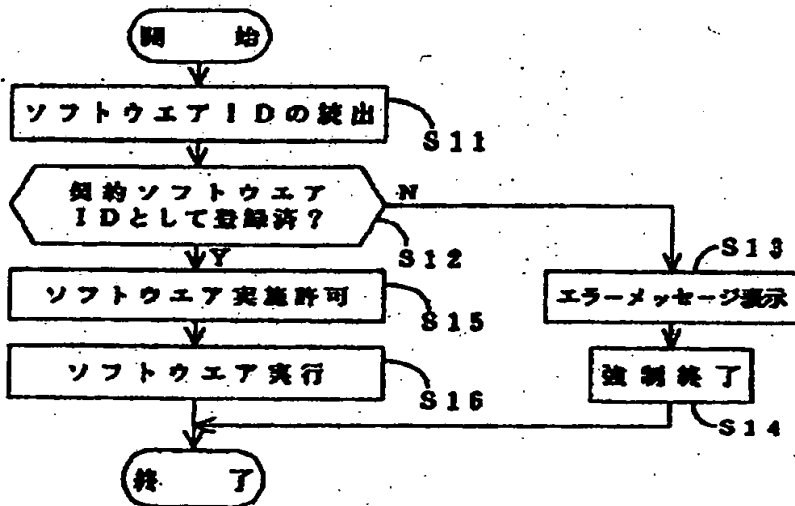 開始
ソフトウエアIDの読出
S11
契約ソフトウエア
IDとして登録済？
N
S12
Y
S13
ソフトウエア実施許可
エラーメッセージ表示
S15
ソフトウエア実行
強制終了
S16
S14
終了